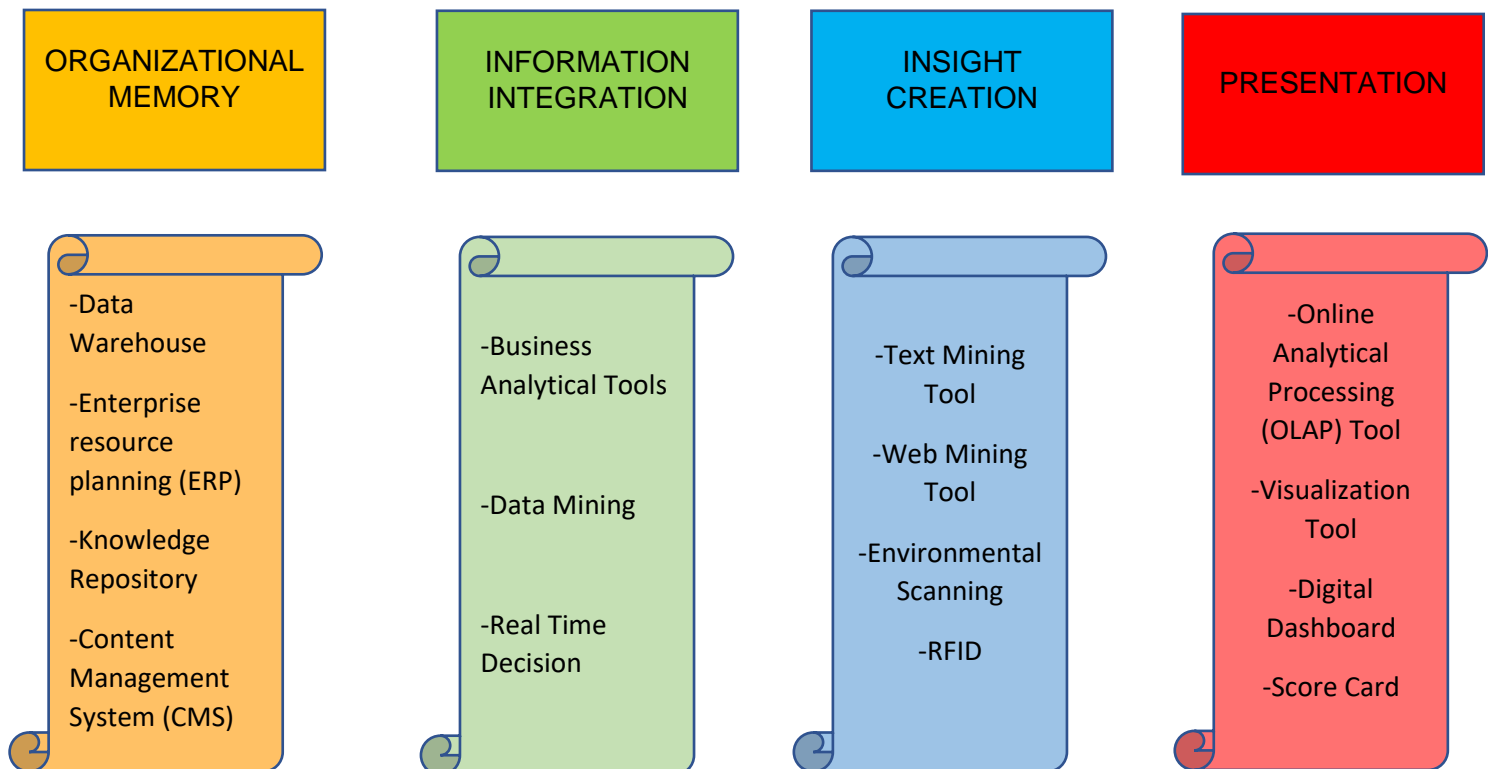 ORGANIZATIONAL
MEMORY
INFORMATION
INTEGRATION
INSIGHT
CREATION
PRESENTATION
-Data
Warehouse
-Enterprise
resource
planning (ERP)
-Knowledge
Repository
-Content
Management
System (CMS)
-Business
Analytical Tools
-Data Mining
-Real Time
Decision
-Text Mining
Tool
-Web Mining
Tool
-Environmental
Scanning
-RFID
-Online
Analytical
Processing
(OLAP) Tool
-Visualization
Tool
-Digital
Dashboard
-Score Card